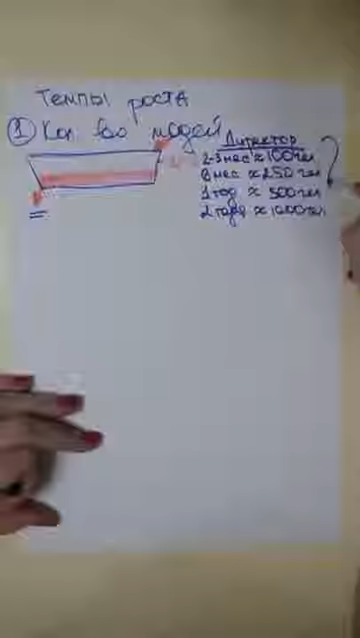 Темпы роста
① Кол во людей
Директор
2-3 мес ≈ 100 чел
6 мес ≈ 250 чел
1 год ≈ 500 чел
2 года ≈ 1000 чел
=